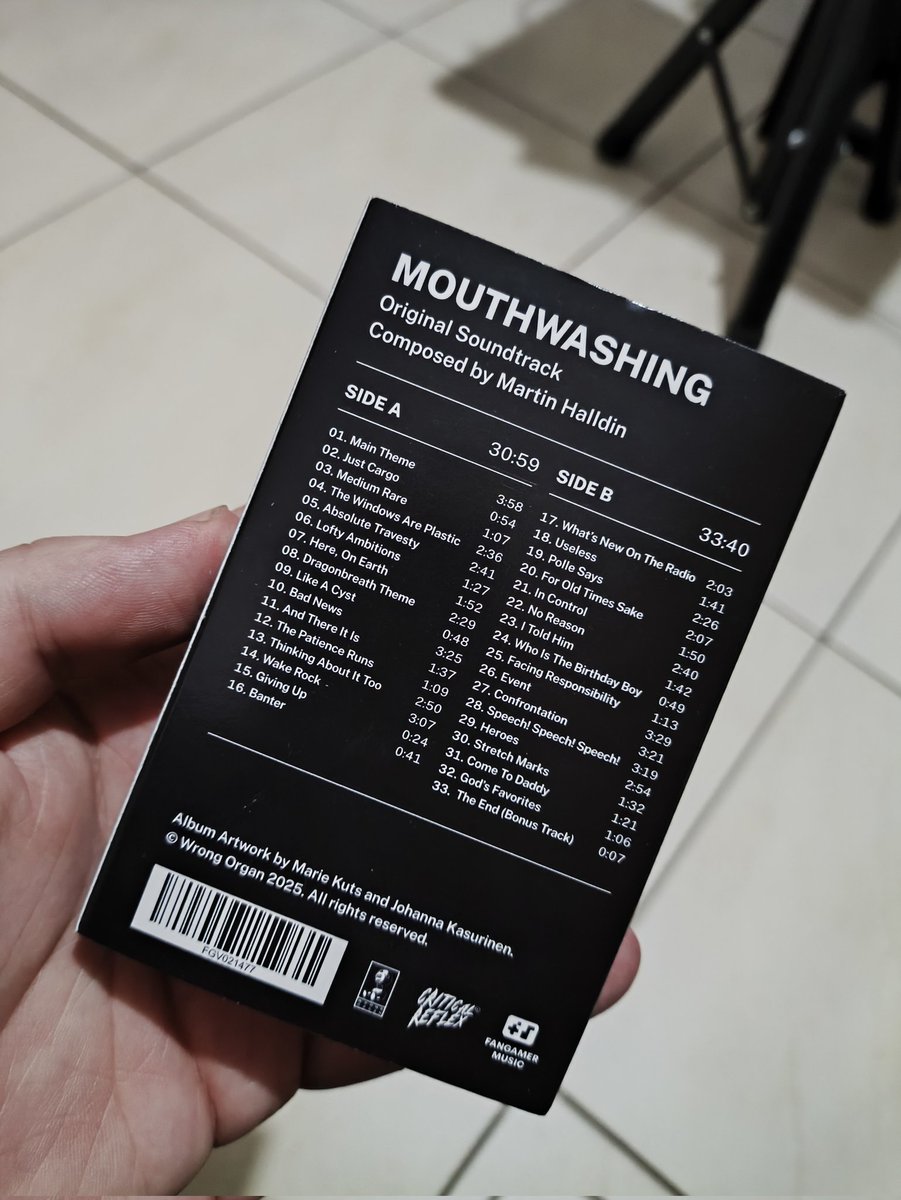 MOUTHWASHING
Original Soundtrack
Composed by Martin Halldin
SIDE A 30:59
01. Main Theme 3:58
02. Just Cargo 0:54
03. Medium Rare 1:07
04. The Windows Are Plastic 2:36
05. Absolute Travesty 2:41
06. Lofty Ambitions 1:27
07. Here, On Earth 1:52
08. Dragonbreath Theme 2:29
09. Like A Cyst 0:48
10. Bad News 3:25
11. And There It Is 1:37
12. The Patience Runs 1:09
13. Thinking About It Too 2:50
14. Wake Rock 3:07
15. Giving Up 0:24
16. Banter 0:41
SIDE B 33:40
17. What's New On The Radio 2:03
18. Useless 1:41
19. Polle Says 2:26
20. For Old Times Sake 2:07
21. In Control 1:50
22. No Reason 2:40
23. I Told Him 1:42
24. Who Is The Birthday Boy 0:49
25. Facing Responsibility 1:13
26. Event 3:29
27. Confrontation 3:21
28. Speech! Speech! Speech! 3:19
29. Heroes 2:54
30. Stretch Marks 1:32
31. Come To Daddy 1:21
32. God's Favorites 1:06
33. The End (Bonus Track) 0:07
Album Artwork by Marie Kuts and Johanna Kasurinen.
© Wrong Organ 2025. All rights reserved.
FGV021477
CRITICAL
REFLEX
FANGAMER
MUSIC